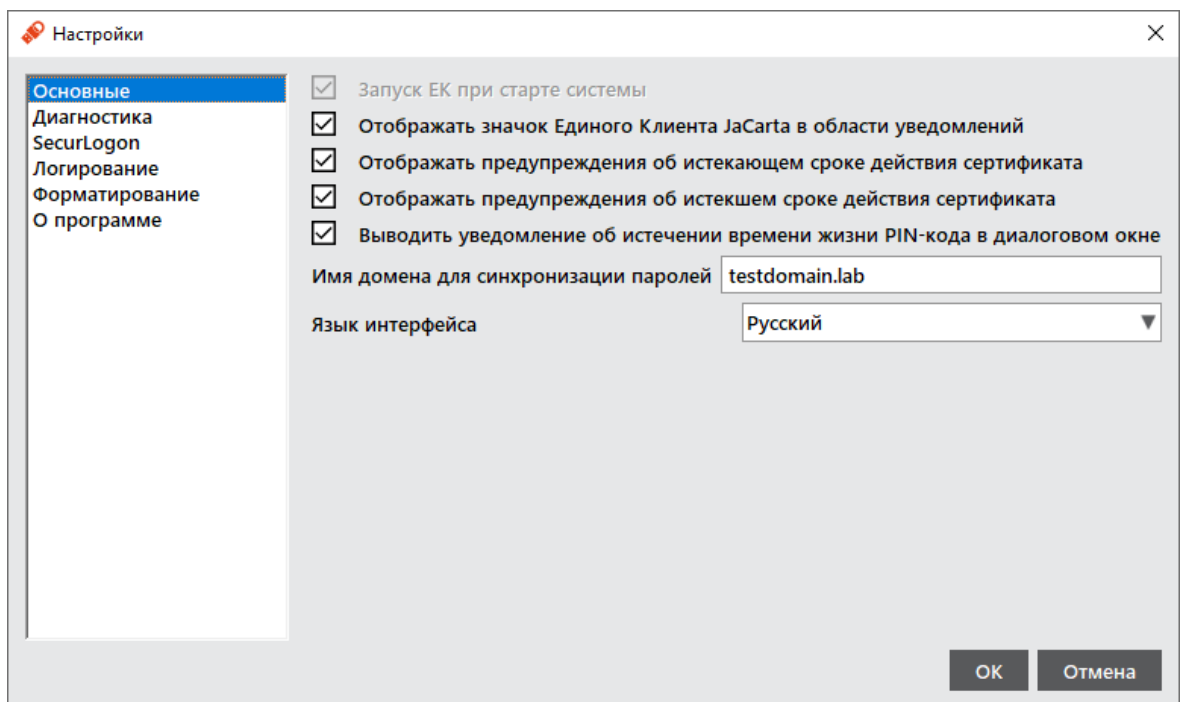 Настройки
Основные
Диагностика
SecurLogon
Логирование
Форматирование
О программе
Запуск ЕК при старте системы
Отображать значок Единого Клиента JaCarta в области уведомлений
Отображать предупреждения об истекающем сроке действия сертификата
Отображать предупреждения об истекшем сроке действия сертификата
Выводить уведомление об истечении времени жизни PIN-кода в диалоговом окне
Имя домена для синхронизации паролей testdomain.lab
Язык интерфейса Русский
ОК Отмена